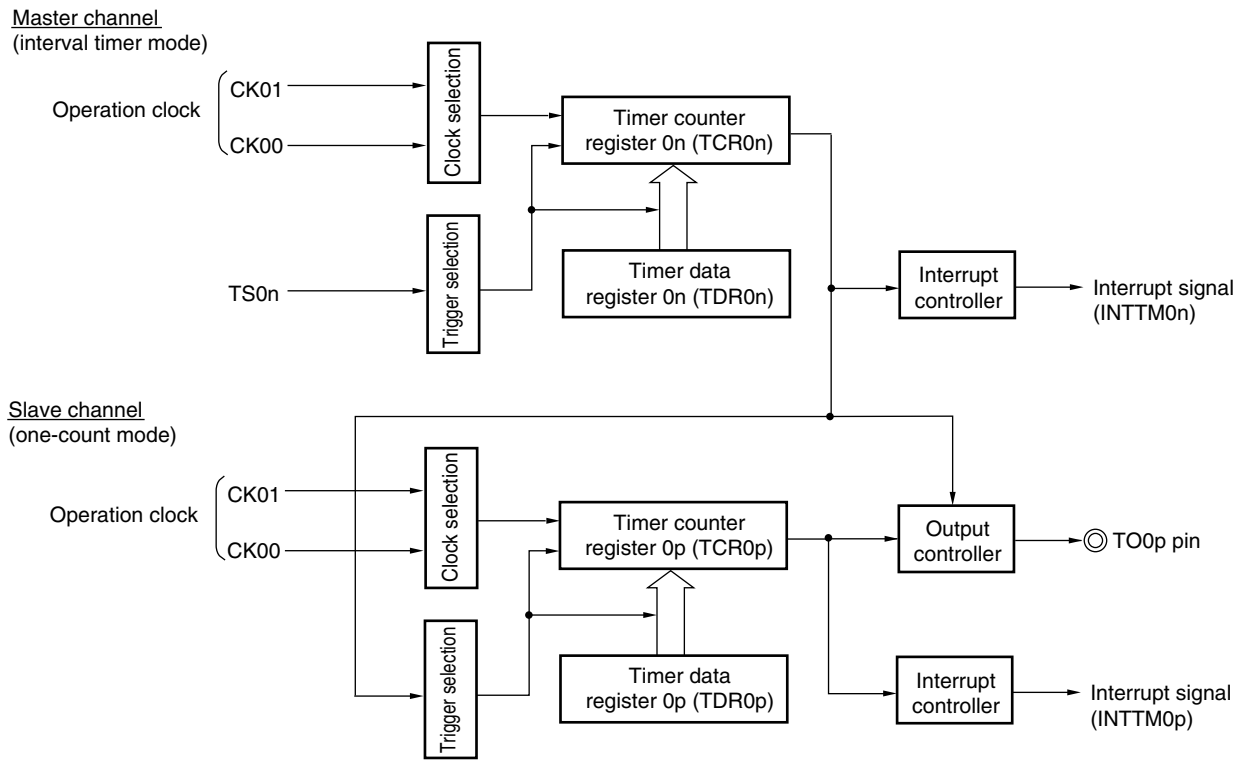 Master channel
(interval timer mode)
Operation clock
CK01
CK00
Clock selection
Timer counter
register 0n (TCR0n)
TS0n
Trigger selection
Timer data
register 0n (TDR0n)
Interrupt
controller
Interrupt signal
(INTTM0n)
Slave channel
(one-count mode)
Operation clock
CK01
CK00
Clock selection
Timer counter
register 0p (TCR0p)
Output
controller
TO0p pin
Trigger selection
Timer data
register 0p (TDR0p)
Interrupt
controller
Interrupt signal
(INTTM0p)